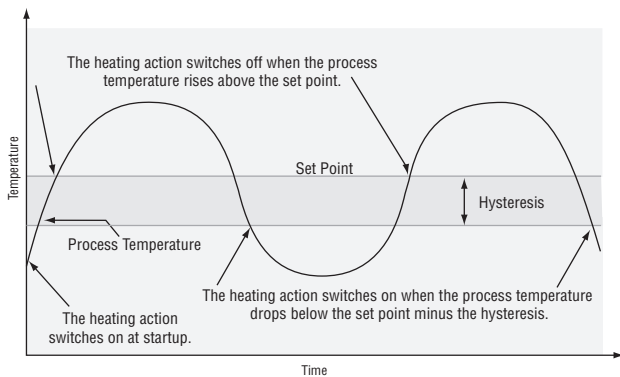 The heating action switches off when the process
temperature rises above the set point.
Temperature
Set Point
Hysteresis
Process Temperature
The heating action switches on when the process temperature
drops below the set point minus the hysteresis.
The heating action
switches on at startup.
Time